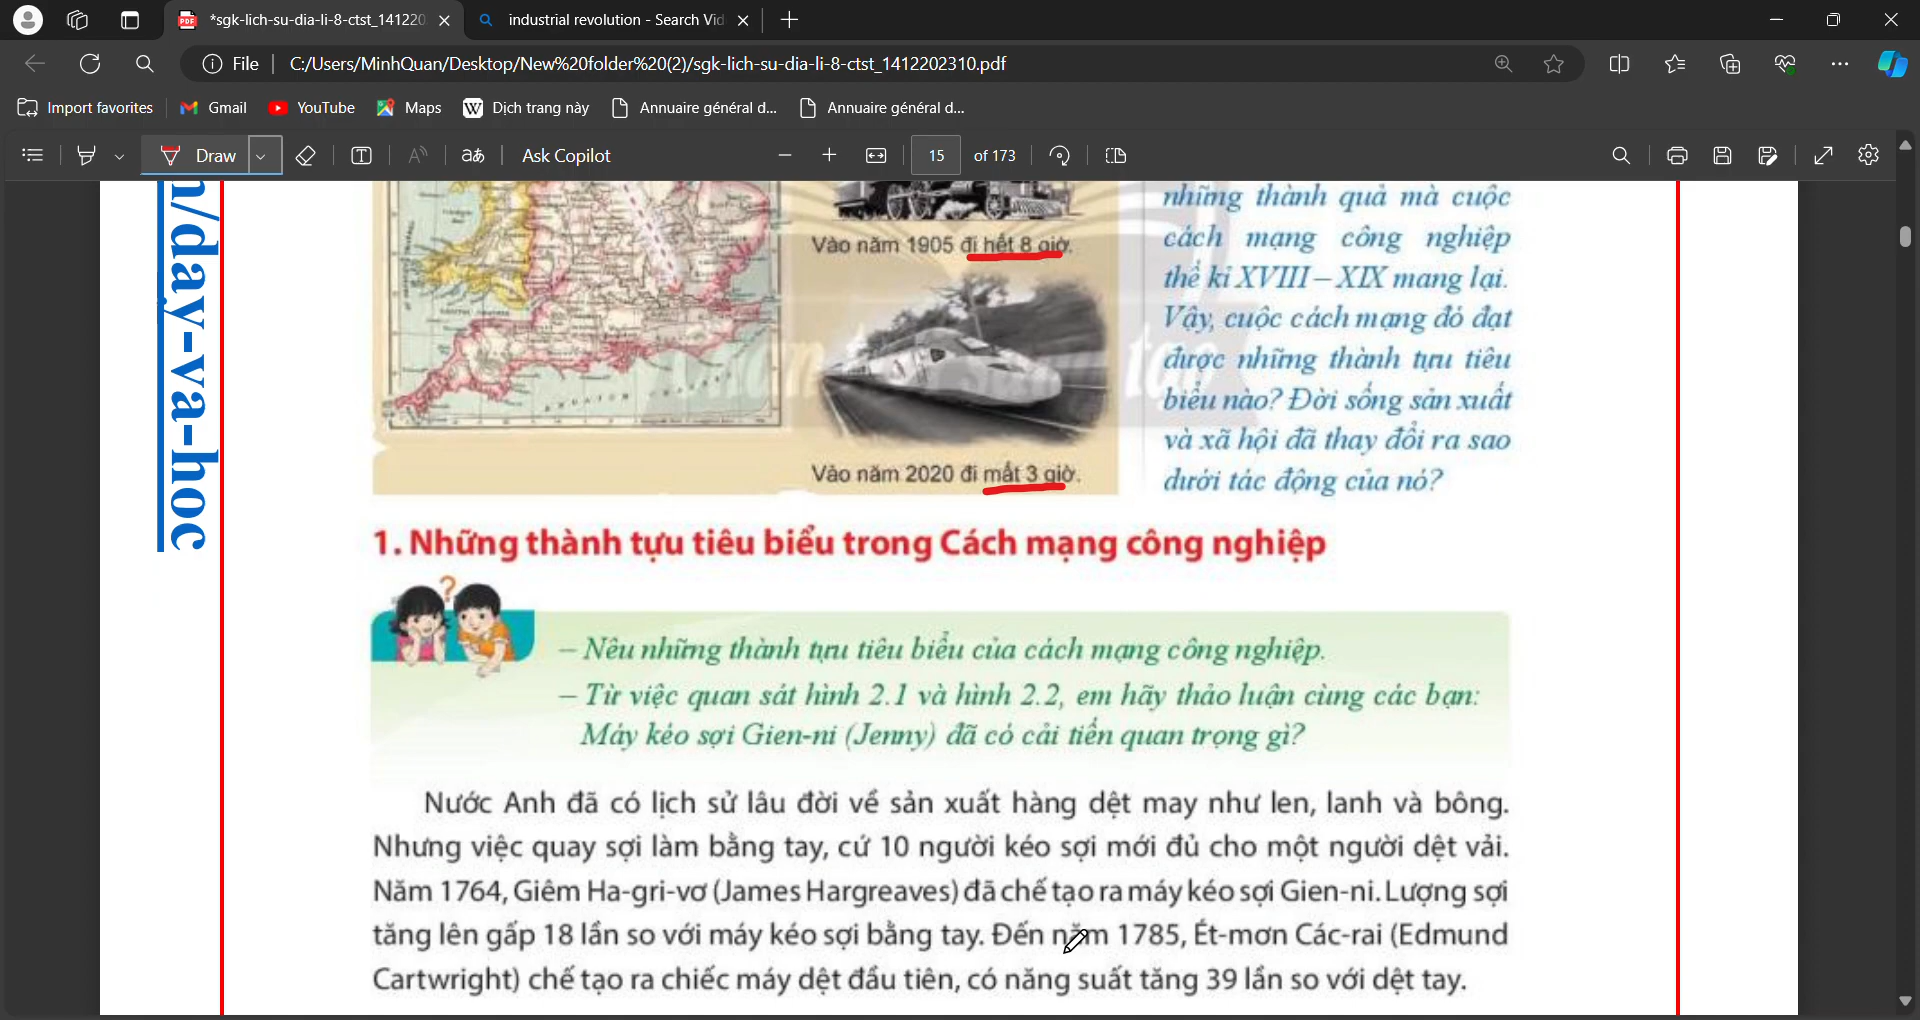 *sgk-lich-su-dia-li-8-ctst_141220
industrial revolution - Search Vid
File
C:/Users/MinhQuan/Desktop/New%20folder%20(2)/sgk-lich-su-dia-li-8-ctst_1412202310.pdf
Import favorites
Gmail
YouTube
Maps
Dịch trang này
Annuaire général d...
Annuaire général d...
Draw
Ask Copilot
15
of 173
n/day-va-hoc
Vào năm 1905 đi hết 8 giờ.
Vào năm 2020 đi mất 3 giờ.
những thành quả mà cuộc
cách mạng công nghiệp
thế kỉ XVIII – XIX mang lại.
Vậy, cuộc cách mạng đó đạt
được những thành tựu tiêu
biểu nào? Đời sống sản xuất
và xã hội đã thay đổi ra sao
dưới tác động của nó?
1. Những thành tựu tiêu biểu trong Cách mạng công nghiệp
?
– Nêu những thành tựu tiêu biểu của cách mạng công nghiệp.
– Từ việc quan sát hình 2.1 và hình 2.2, em hãy thảo luận cùng các bạn:
Máy kéo sợi Gien-ni (Jenny) đã có cải tiến quan trọng gì?
Nước Anh đã có lịch sử lâu đời về sản xuất hàng dệt may như len, lanh và bông.
Nhưng việc quay sợi làm bằng tay, cứ 10 người kéo sợi mới đủ cho một người dệt vải.
Năm 1764, Giêm Ha-gri-vơ (James Hargreaves) đã chế tạo ra máy kéo sợi Gien-ni. Lượng sợi
tăng lên gấp 18 lần so với máy kéo sợi bằng tay. Đến năm 1785, Ét-mơn Các-rai (Edmund
Cartwright) chế tạo ra chiếc máy dệt đầu tiên, có năng suất tăng 39 lần so với dệt tay.